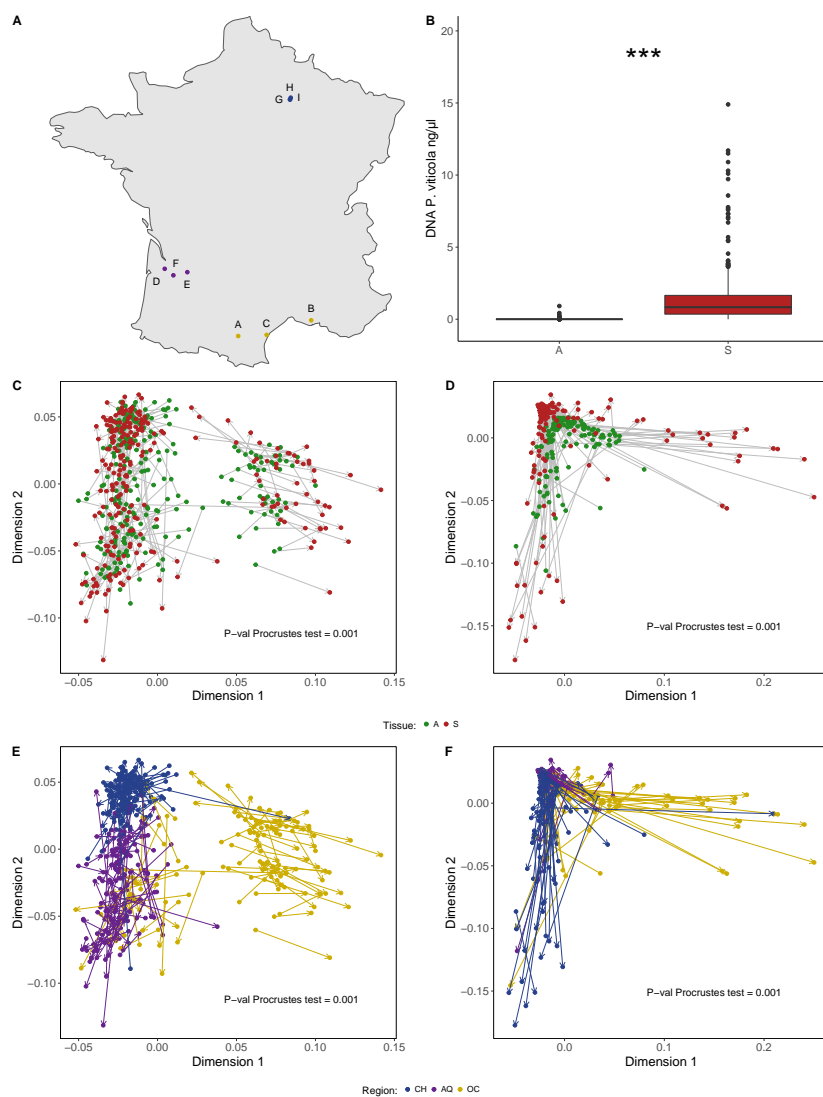 A
H
G I
F
D
E
B
A C
B
DNA P. viticola ng/µl
20
15
10
5
0
***
A S
C
Dimension 2
0.05
0.00
−0.05
−0.10
P−val Procrustes test = 0.001
−0.05 0.00 0.05 0.10 0.15
Dimension 1
D
Dimension 2
0.00
−0.05
−0.10
−0.15
P−val Procrustes test = 0.001
0.0 0.1 0.2
Dimension 1
Tissue: A S
E
Dimension 2
0.05
0.00
−0.05
−0.10
P−val Procrustes test = 0.001
−0.05 0.00 0.05 0.10 0.15
Dimension 1
F
Dimension 2
0.00
−0.05
−0.10
−0.15
P−val Procrustes test = 0.001
0.0 0.1 0.2
Dimension 1
Region: CH AQ OC